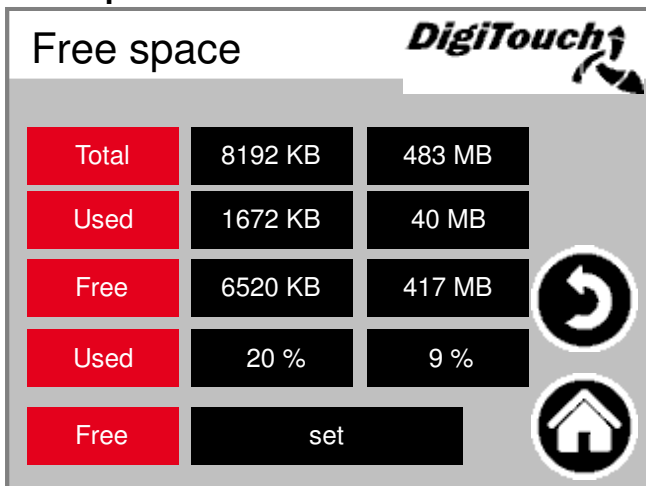 Free space
DigiTouch
Total 8192 KB 483 MB
Used 1672 KB 40 MB
Free 6520 KB 417 MB
Used 20 % 9 %
Free set